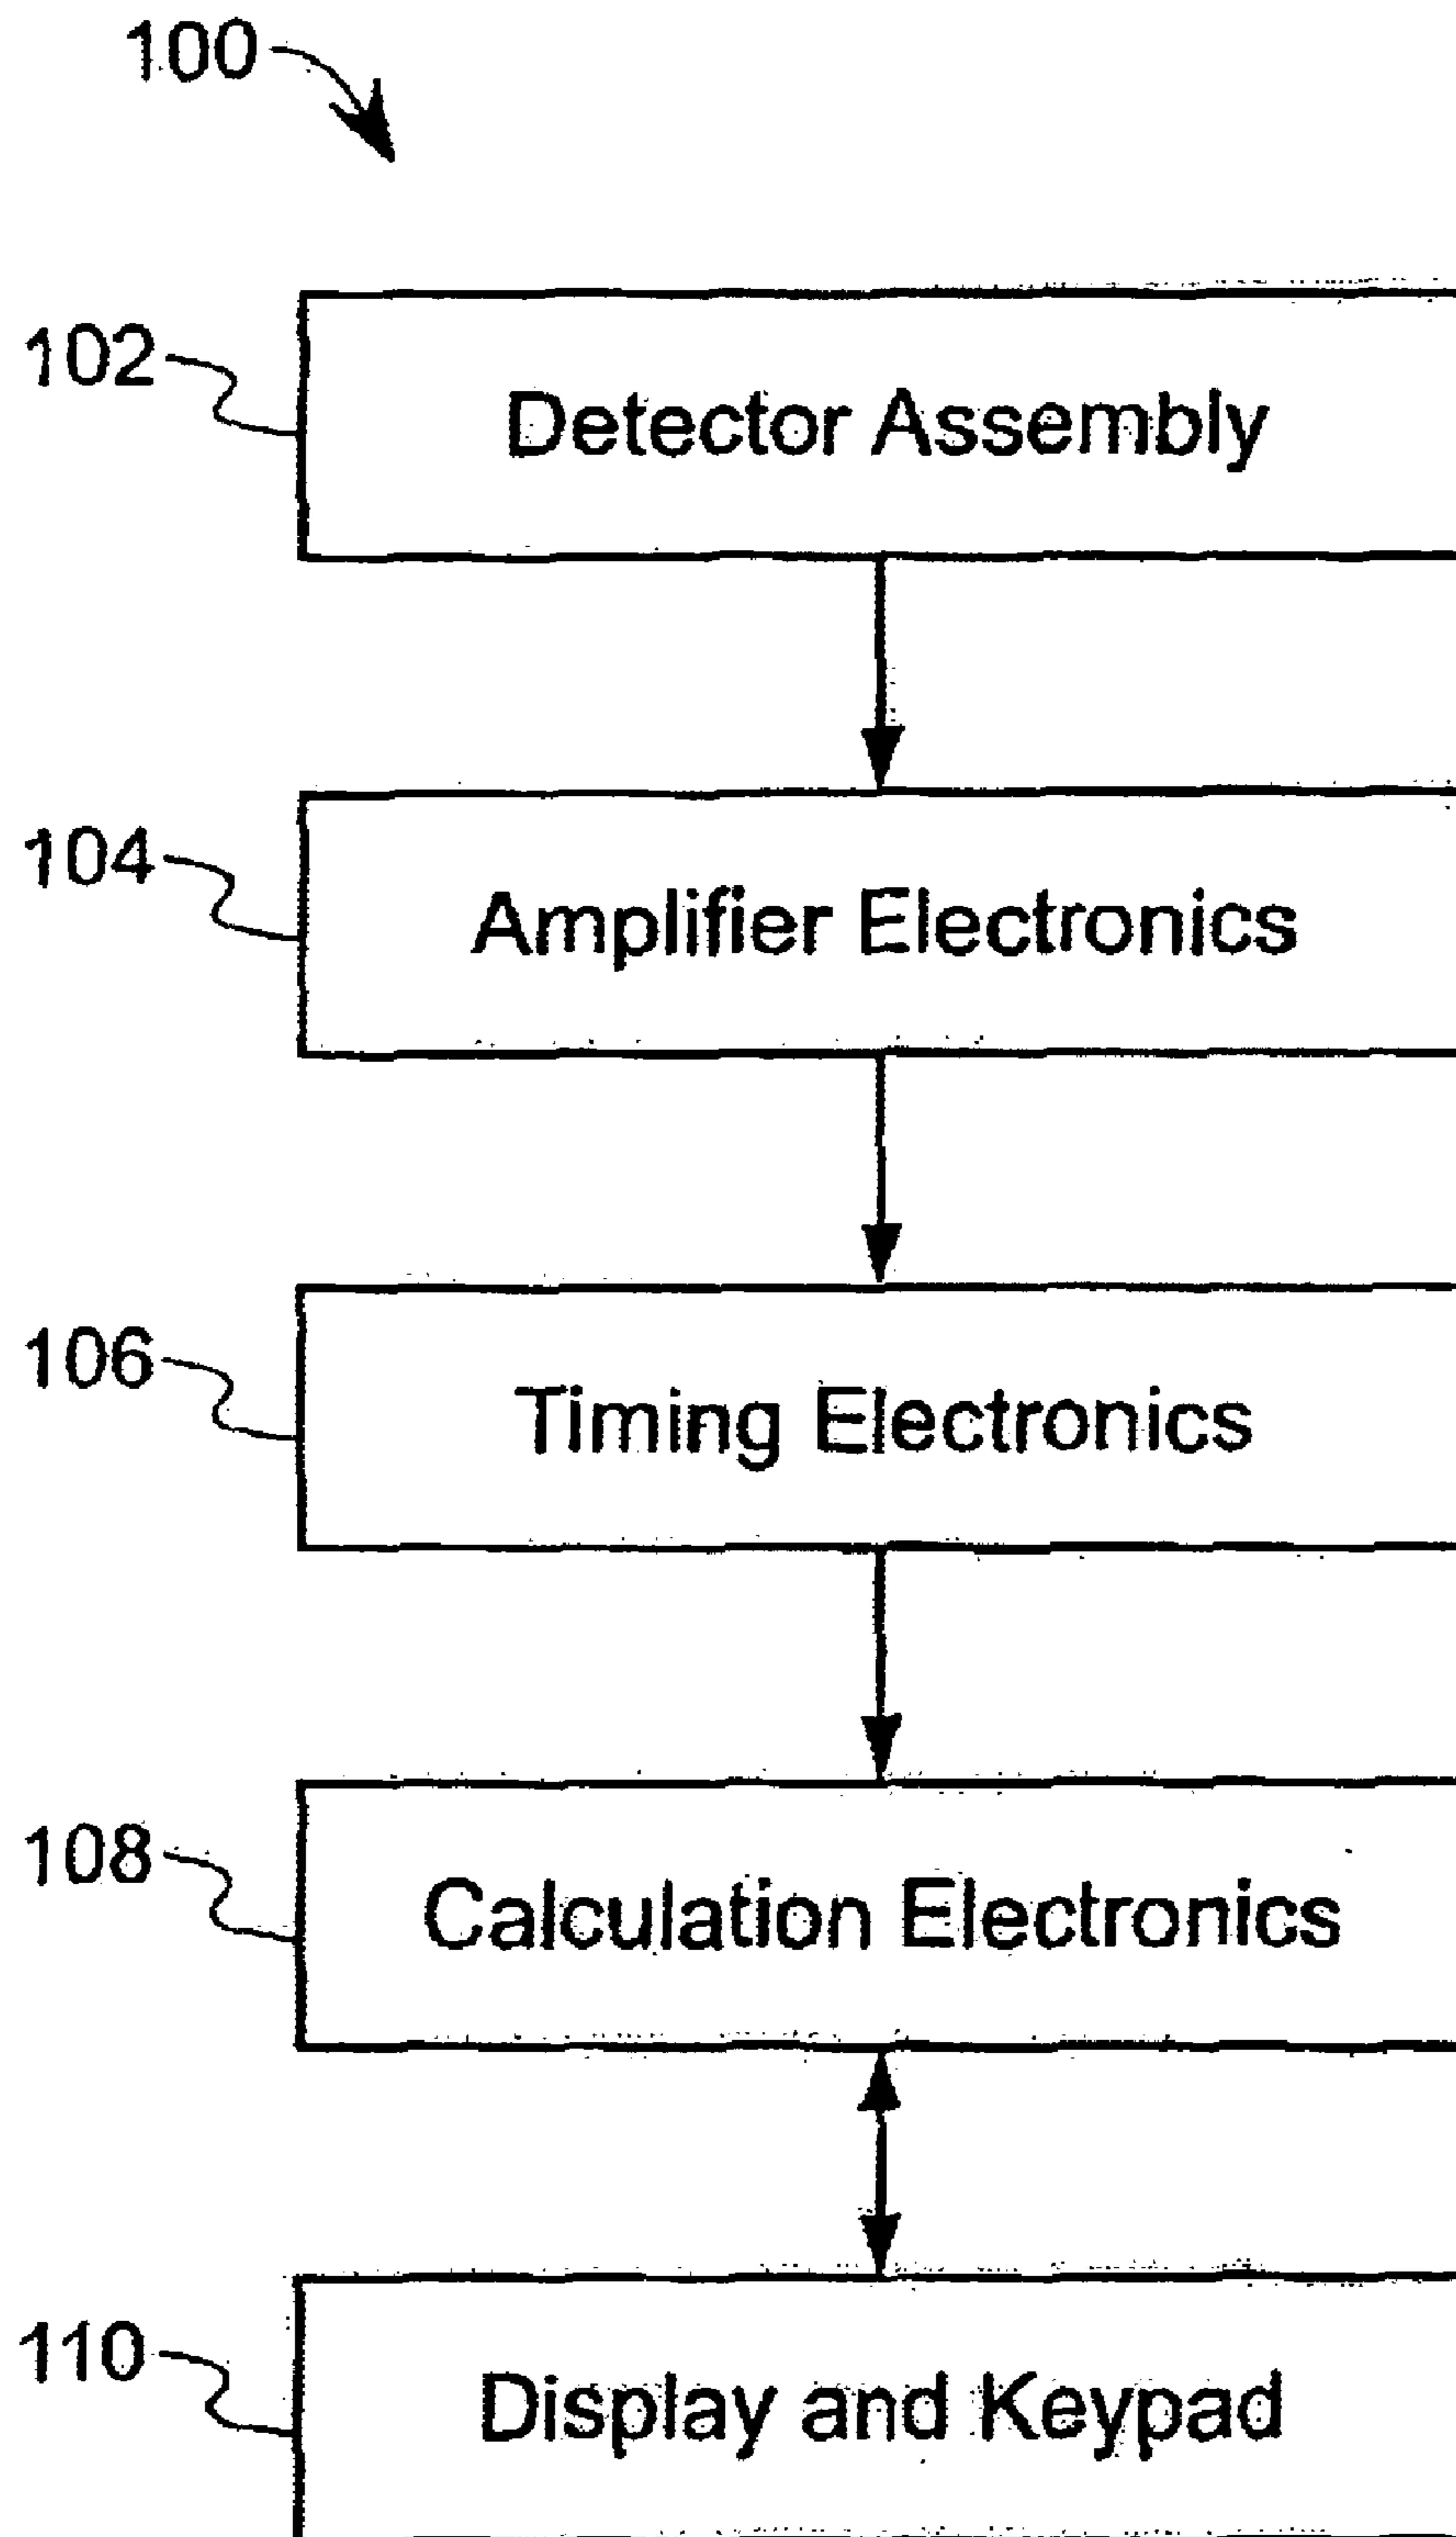 100
102
Detector Assembly
104
Amplifier Electronics
106
Timing Electronics
108
Calculation Electronics
110
Display and Keypad